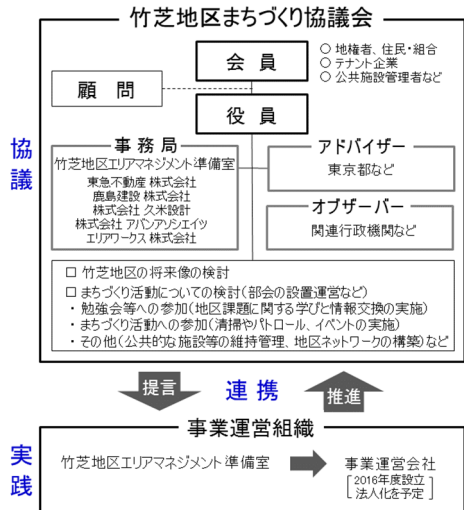 竹芝地区まちづくり協議会
会 員
○ 地権者、住民・組合
○ テナント企業
○ 公共施設管理者など
顧 問
役 員
協議
事 務 局
竹芝地区エリアマネジメント準備室
東急不動産 株式会社
鹿島建設 株式会社
株式会社 久米設計
株式会社 アバンアソシエイツ
エリアワークス 株式会社
アドバイザー
東京都など
オブザーバー
関連行政機関など
□ 竹芝地区の将来像の検討
□ まちづくり活動についての検討(部会の設置運営など)
・勉強会等への参加(地区課題に関する学びと情報交換の実施)
・まちづくり活動への参加(清掃やパトロール、イベントの実施)
・その他(公共的な施設等の維持管理、地区ネットワークの構築)など
提言
連 携
推進
実践
事業運営組織
竹芝地区エリアマネジメント準備室
事業運営会社
[2016年度設立
法人化を予定]